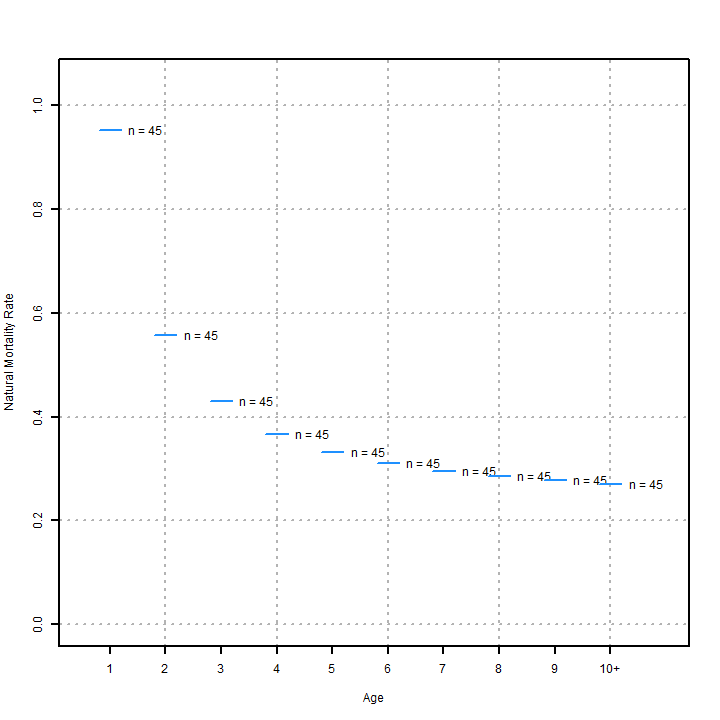 1.0
n = 45
0.8
0.6
n = 45
Natural Mortality Rate
n = 45
0.4
n = 45
n = 45
n = 45
n = 45
n = 45
n = 45
n = 45
0.2
0.0
1 2 3 4 5 6 7 8 9 10+
Age